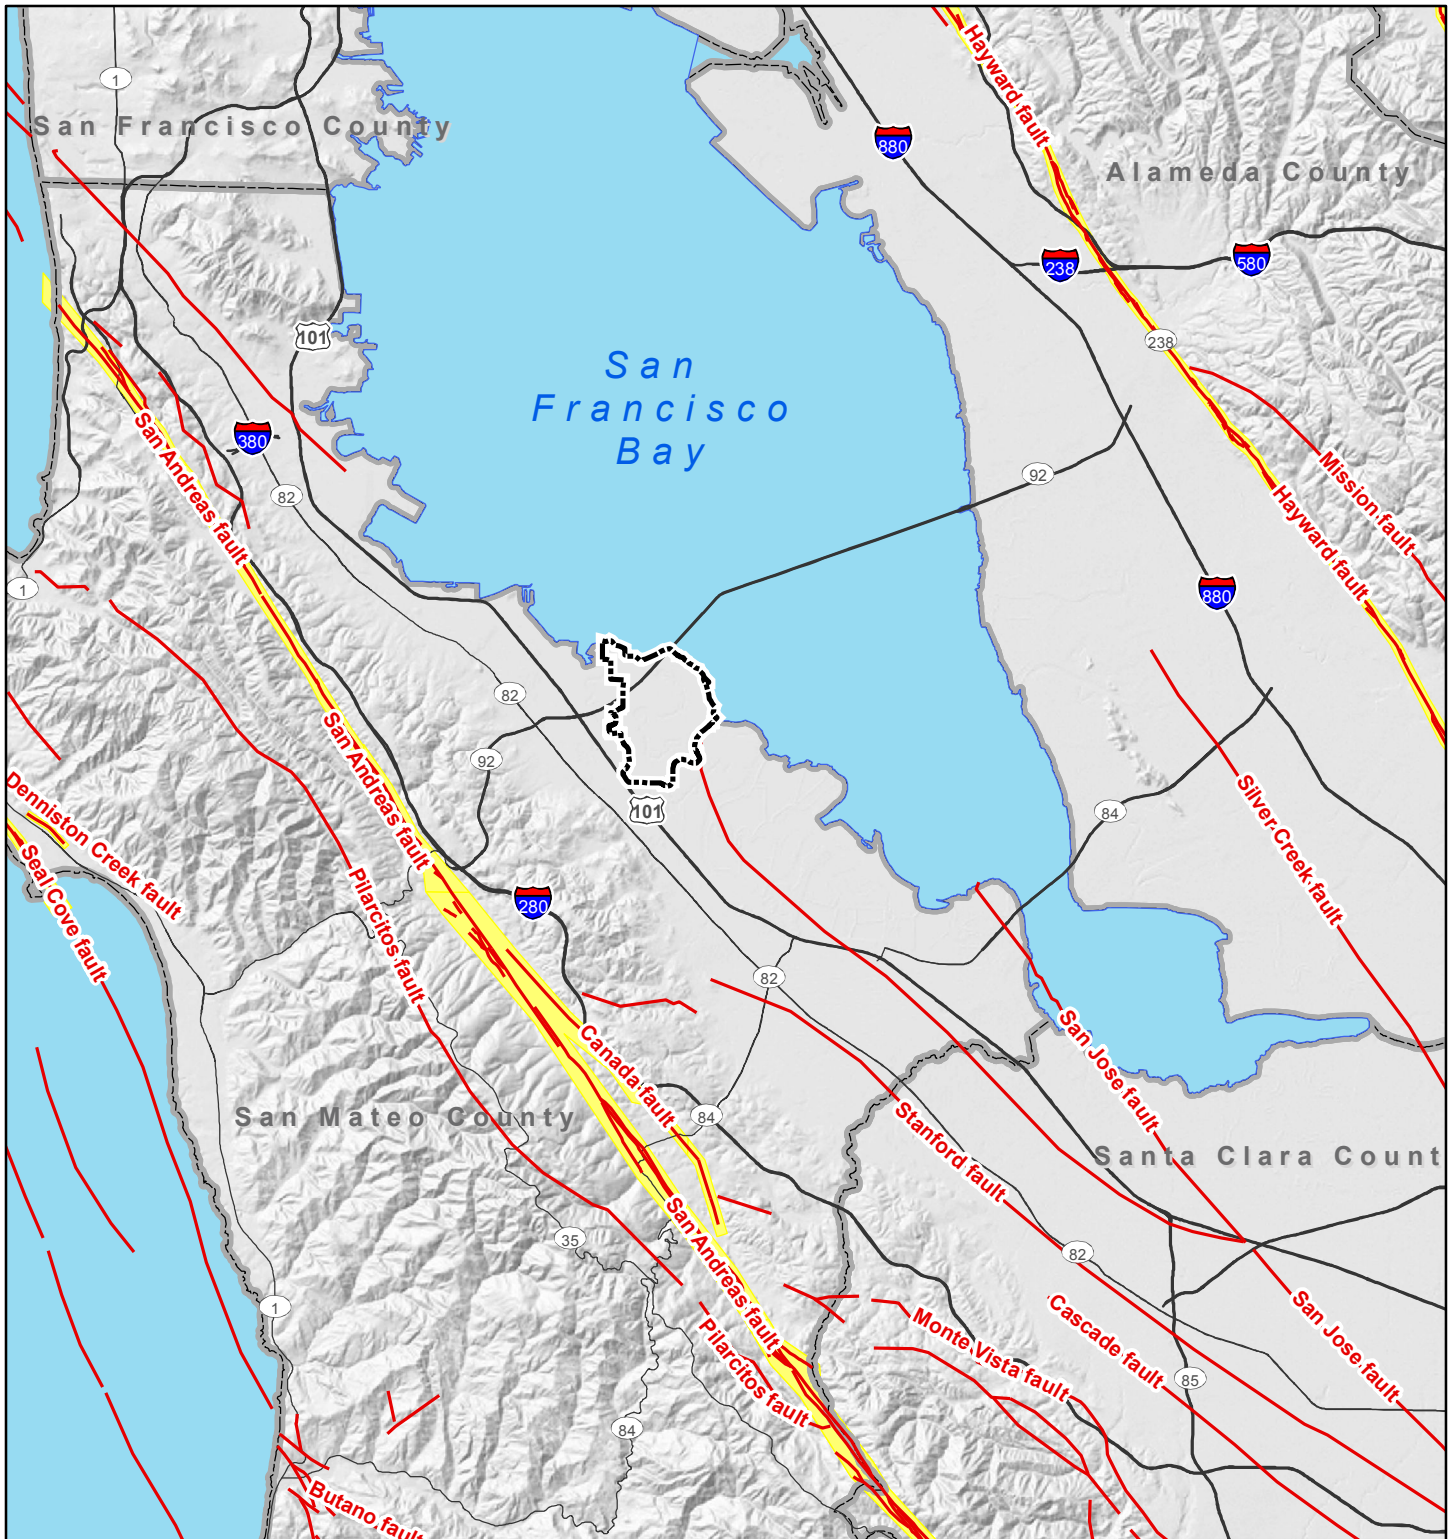 Hayward fault
1
San Francisco County
880
Alameda County
238
580
101
238
San
Francisco
Bay
380
San Andreas fault
82
92
Mission fault
Hayward fault
1
880
82
San Andreas fault
92
Denniston Creek fault
Seal Cove fault
101
84
Silver Creek fault
Pilarcitos fault
280
82
Canada fault
San Jose fault
San Mateo County
84
Stanford fault
Santa Clara Count
San Andreas fault
35
82
1
Pilarcitos fault
Monte Vista fault
Cascade fault
San Jose fault
85
84
Butano fault